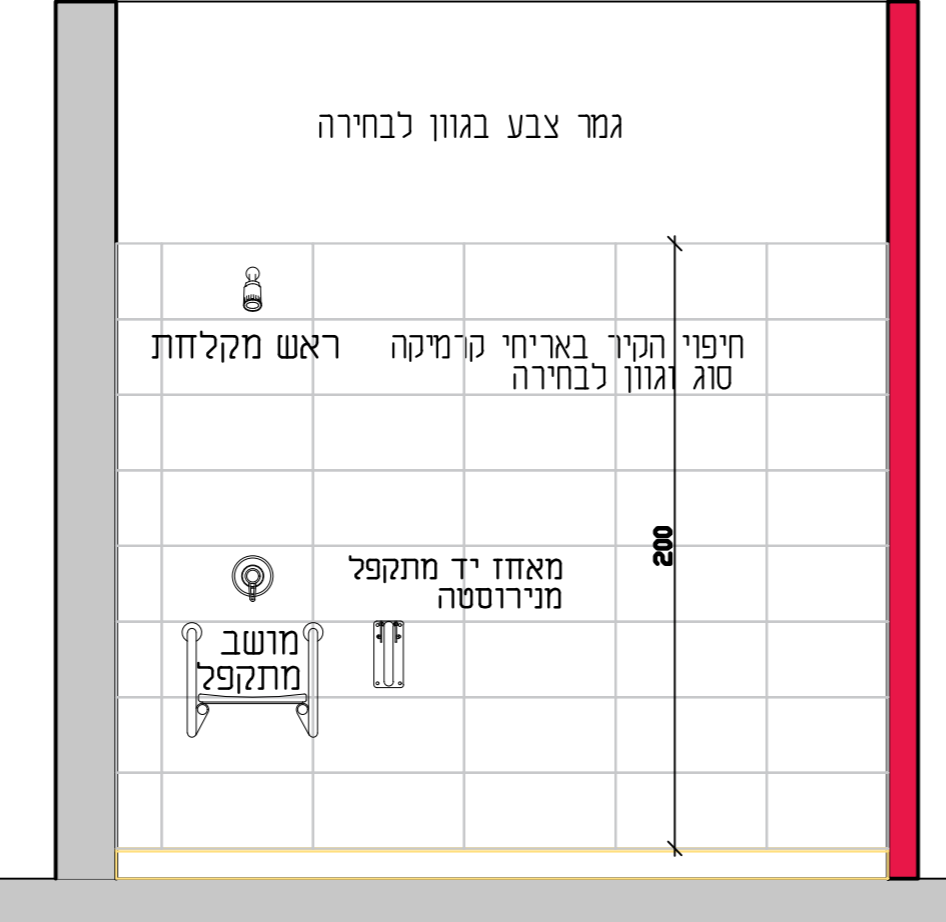 גמר צבע בגוון לבחירה
ראש מקלחת
חיפוי הקיר באריחי קרמיקה
סוג וגוון לבחירה
200
מאחז יד מתקפל
מנירוסטה
מושב
מתקפל